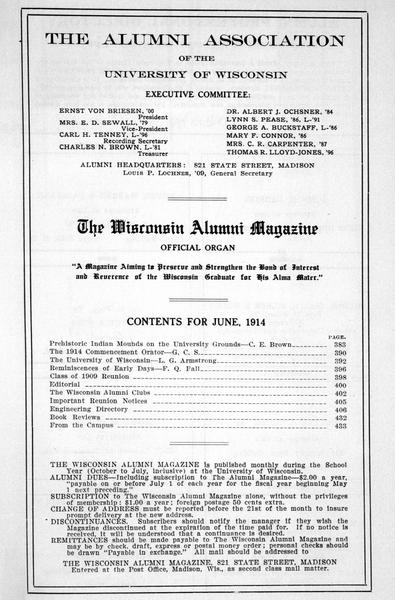 THE ALUMNI ASSOCIATION
OF THE
UNIVERSITY OF WISCONSIN
EXECUTIVE COMMITTEE:
ERNST VON BRIESEN, '00
President
MRS. E. D. SEWALL, '79
Vice-President
CARL H. TENNEY, L-'96
Recording Secretary
CHARLES N. BROWN, L-'81
Treasurer
DR. ALBERT J. OCHSNER, '84
LYNN S. PEASE, '86, L-'91
GEORGE A. BUCKSTAFF, L-'86
MARY F. CONNOR, '86
MRS. C. R. CARPENTER, '87
THOMAS R. LLOYD-JONES, '96
ALUMNI HEADQUARTERS: 821 STATE STREET, MADISON
LOUIS P. LOCHNER, '09, General Secretary
The Wisconsin Alumni Magazine
OFFICIAL ORGAN
"A Magazine Aiming to Preserve and Strengthen the Bond of Interest
and Reverence of the Wisconsin Graduate for His Alma Mater."
CONTENTS FOR JUNE, 1914
PAGE.
Prehistoric Indian Mounds on the University Grounds—C. E. Brown 383
The 1914 Commencement Orator—G. C. S. 390
The University of Wisconsin—L. G. Armstrong 392
Reminiscences of Early Days—F. Q. Fall 396
Class of 1909 Reunion 398
Editorial 400
The Wisconsin Alumni Clubs 402
Important Reunion Notices 405
Engineering Directory 406
Book Reviews 432
From the Campus 433
THE WISCONSIN ALUMNI MAGAZINE is published monthly during the School
Year (October to July, inclusive) at the University of Wisconsin.
ALUMNI DUES—Including subscription to The Alumni Magazine—$2.00 a year,
"payable on or before July 1 of each year for the fiscal year beginning May
1 next preceding."
SUBSCRIPTION to The Wisconsin Alumni Magazine alone, without the privileges
of membership: $1.00 a year; foreign postage 50 cents extra.
CHANGE OF ADDRESS must be reported before the 21st of the month to insure
prompt delivery at the new address.
DISCONTINUANCES. Subscribers should notify the manager if they wish the
Magazine discontinued at the expiration of the time paid for. If no notice is
received, it will be understood that a continuance is desired.
REMITTANCES should be made payable to The Wisconsin Alumni Magazine and
may be by check, draft, express or postal money order; personal checks should
be drawn "Payable in exchange." All mail should be addressed to
THE WISCONSIN ALUMNI MAGAZINE, 821 STATE STREET, MADISON
Entered at the Post Office, Madison, Wis., as second class mail matter.